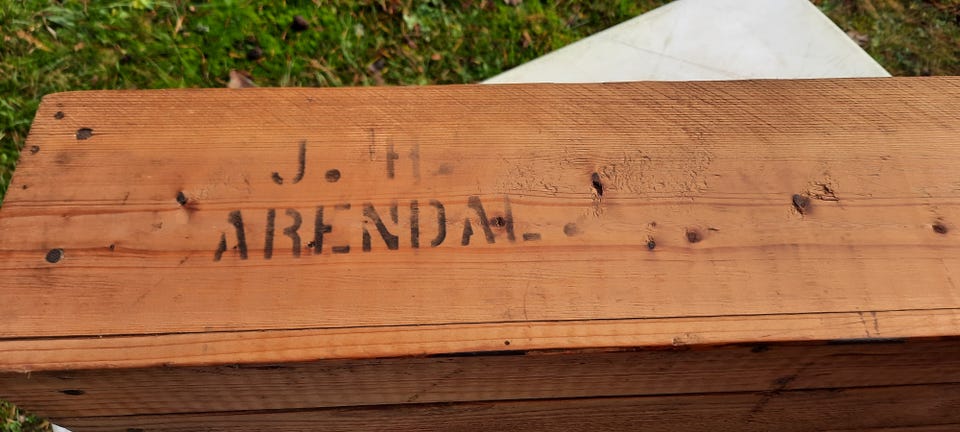 J. H.
ARENDAL.